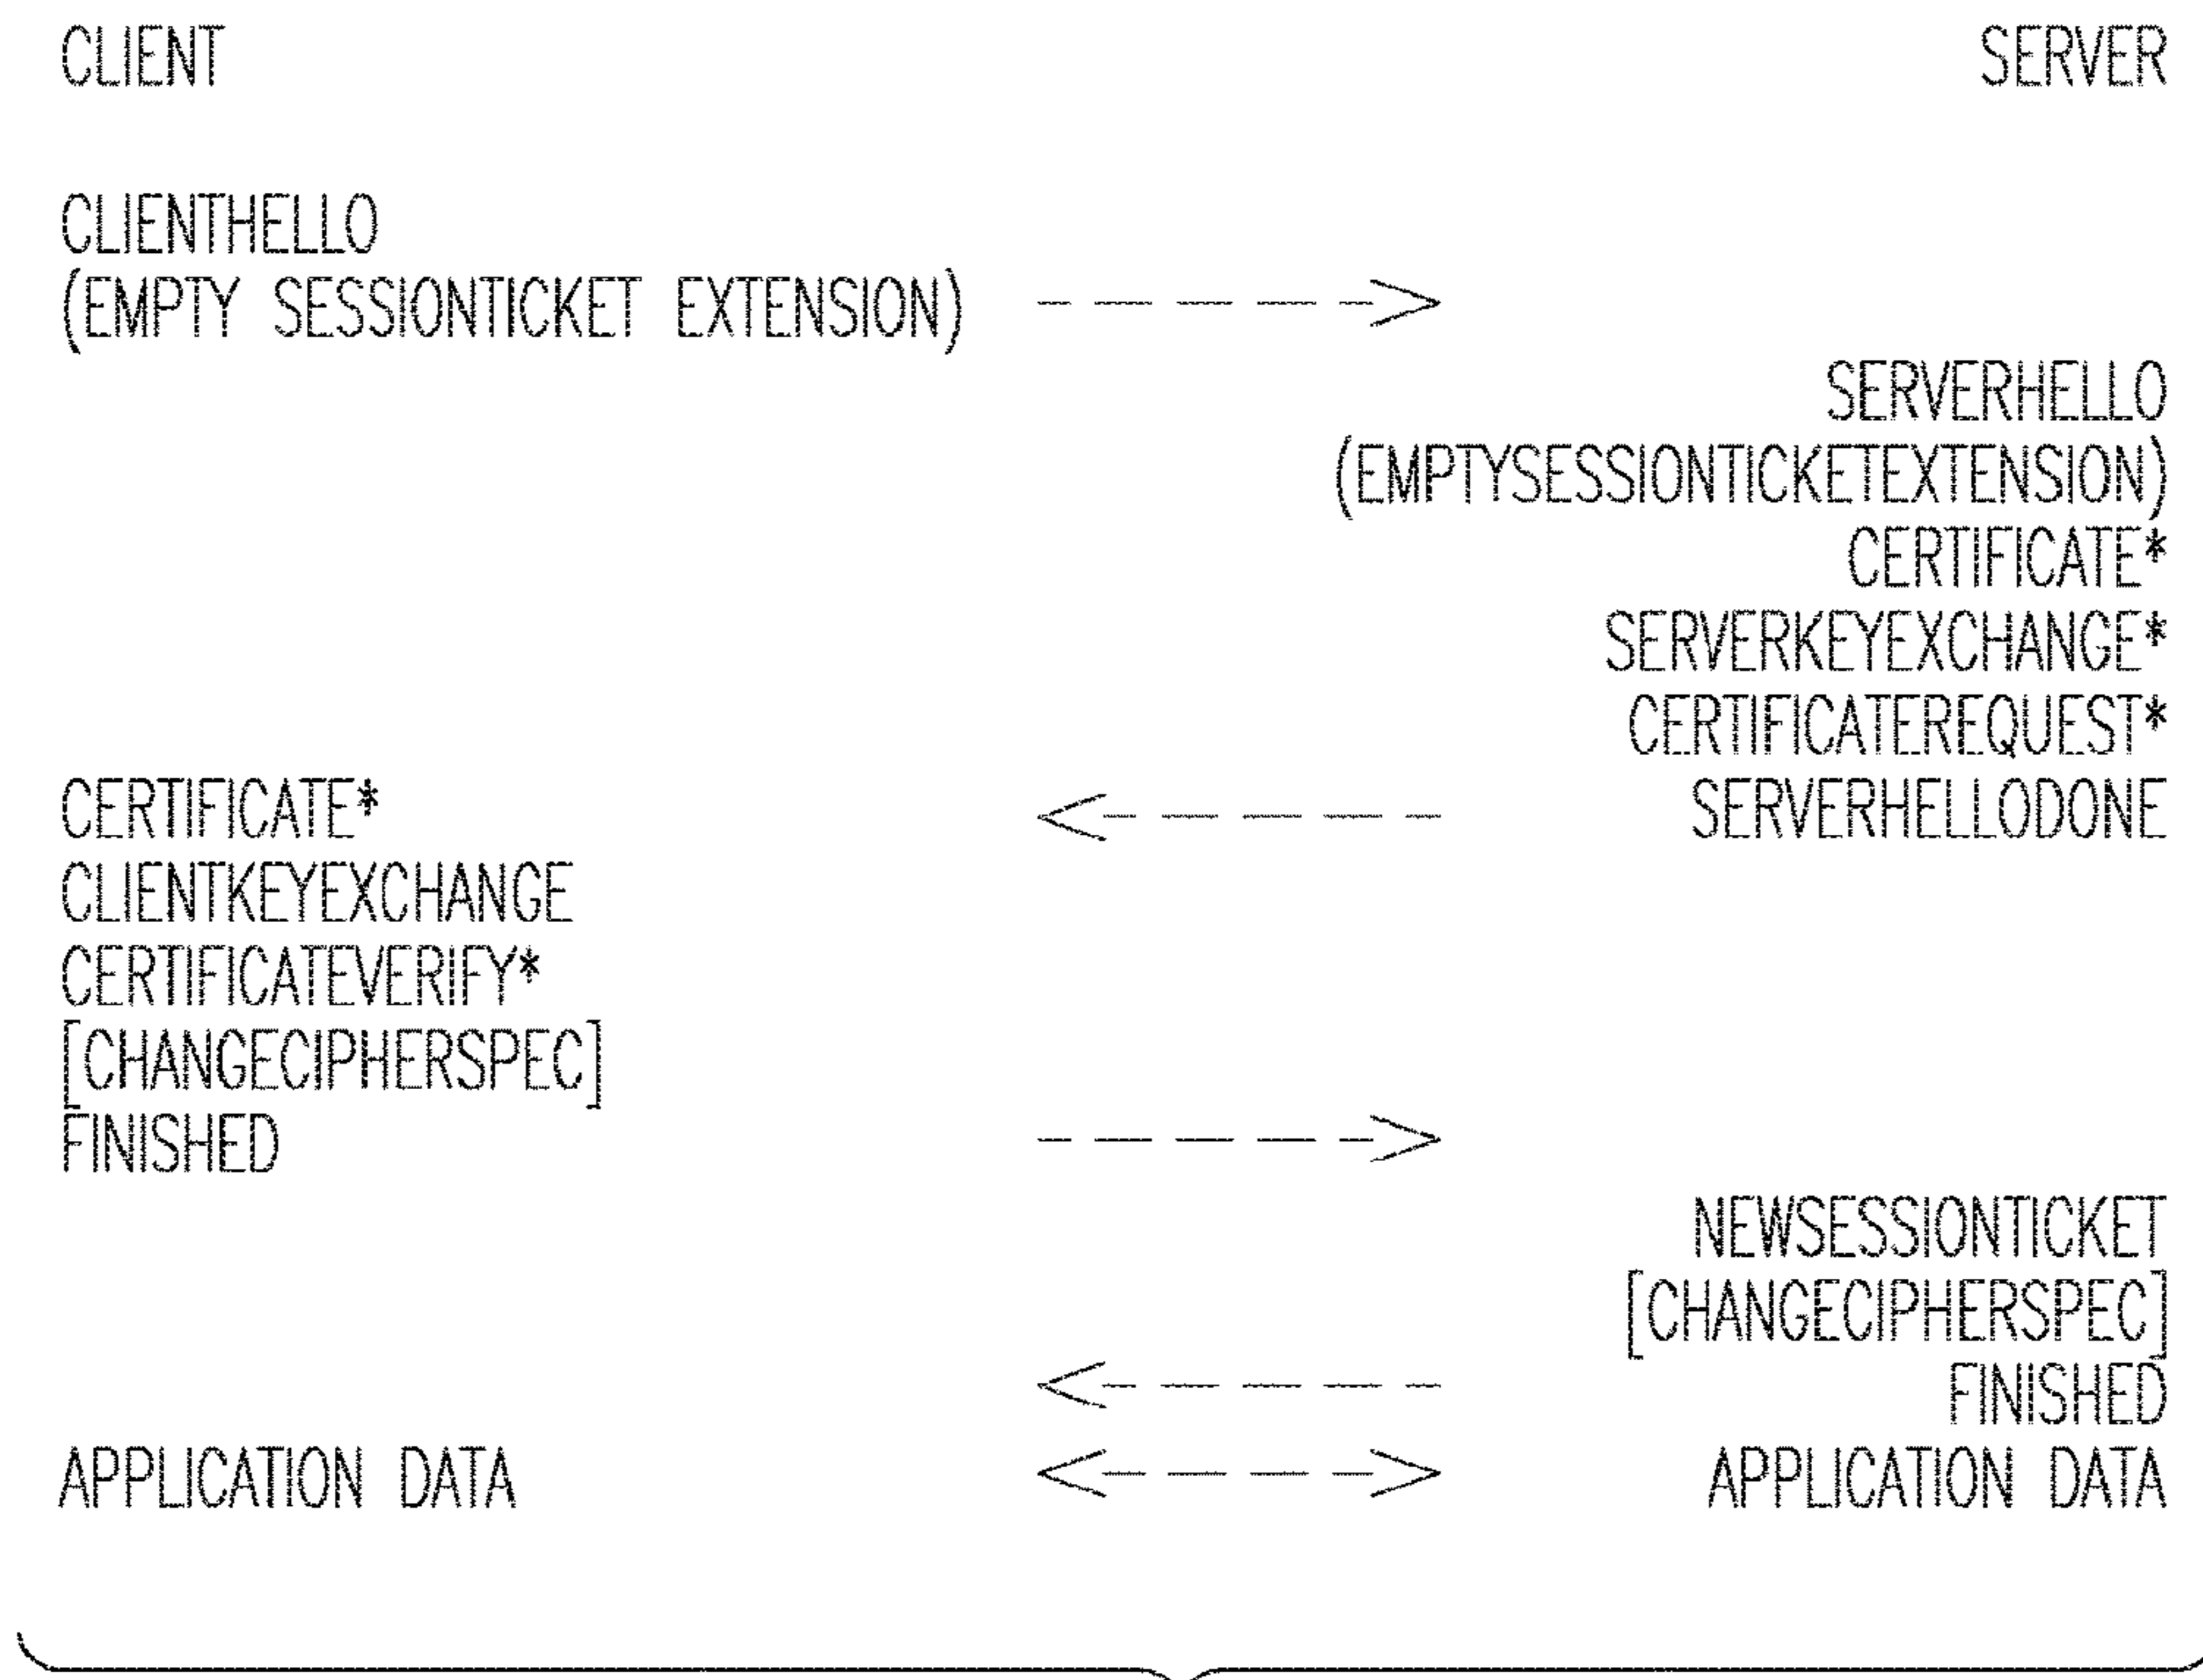 CLIENT SERVER
CLIENTHELLO
(EMPTY SESSIONTICKET EXTENSION)
SERVERHELLO
(EMPTYSESSIONTICKETEXTENSION)
CERTIFICATE*
SERVERKEYEXCHANGE*
CERTIFICATEREQUEST*
CERTIFICATE* SERVERHELLODONE
CLIENTKEYEXCHANGE
CERTIFICATEVERIFY*
[CHANGECIPHERSPEC]
FINISHED
NEWSESSIONTICKET
[CHANGECIPHERSPEC]
FINISHED
APPLICATION DATA APPLICATION DATA